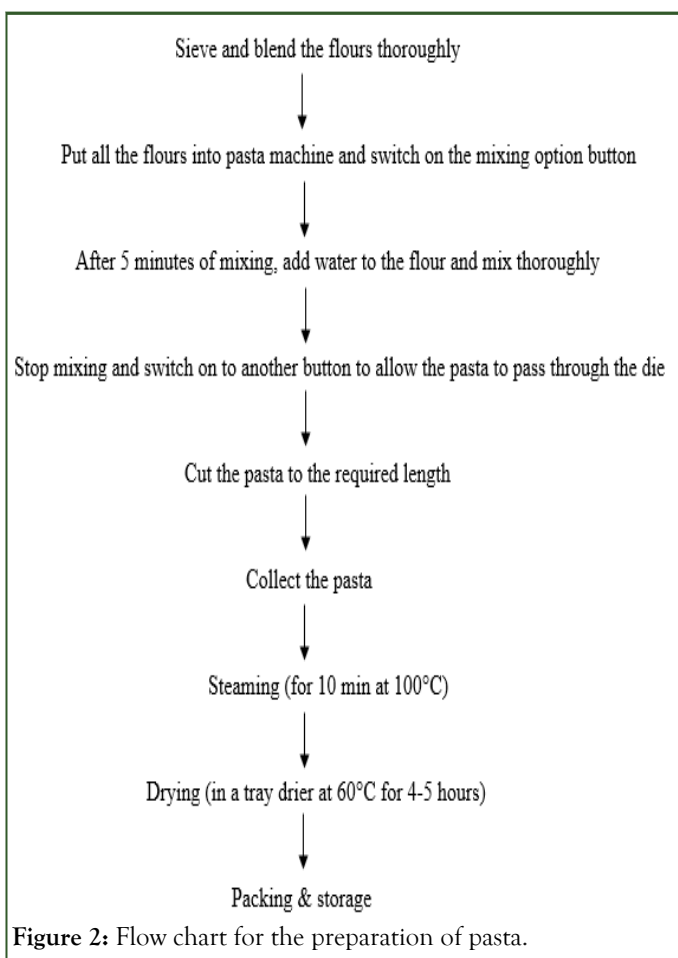 Sieve and blend the flours thoroughly
Put all the flours into pasta machine and switch on the mixing option button
After 5 minutes of mixing, add water to the flour and mix thoroughly
Stop mixing and switch on to another button to allow the pasta to pass through the die
Cut the pasta to the required length
Collect the pasta
Steaming (for 10 min at 100°C)
Drying (in a tray drier at 60°C for 4-5 hours)
Packing & storage
Figure 2: Flow chart for the preparation of pasta.